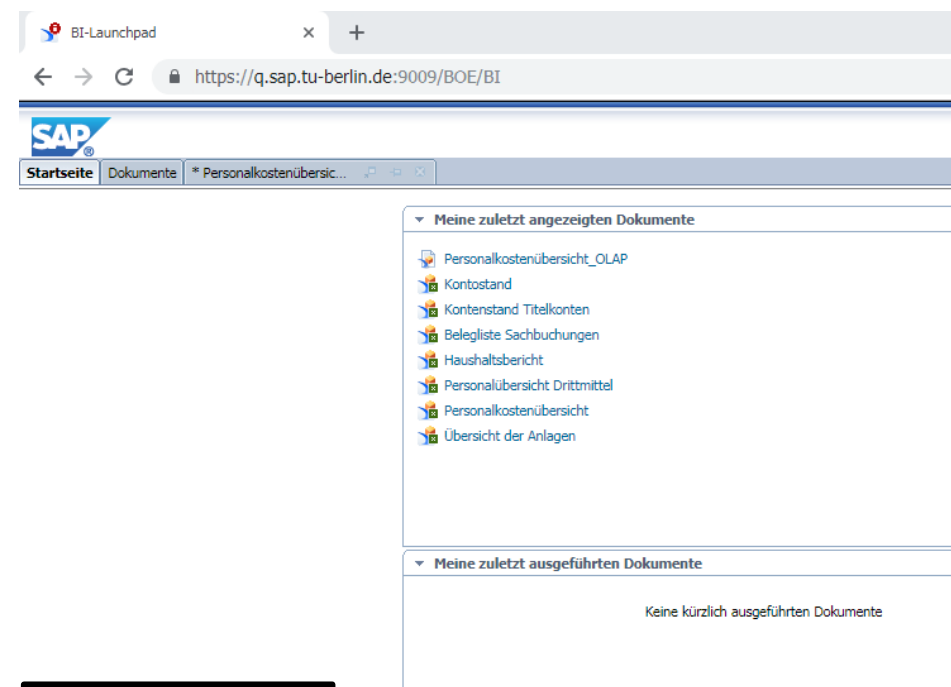 BI-Launchpad
https://q.sap.tu-berlin.de:9009/BOE/BI
SAP®
Startseite Dokumente * Personalkostenübersic...
Meine zuletzt angezeigten Dokumente
Personalkostenübersicht_OLAP
Kontostand
Kontenstand Titelkonten
Belegliste Sachbuchungen
Haushaltsbericht
Personalübersicht Drittmittel
Personalkostenübersicht
Übersicht der Anlagen
Meine zuletzt ausgeführten Dokumente
Keine kürzlich ausgeführten Dokumente